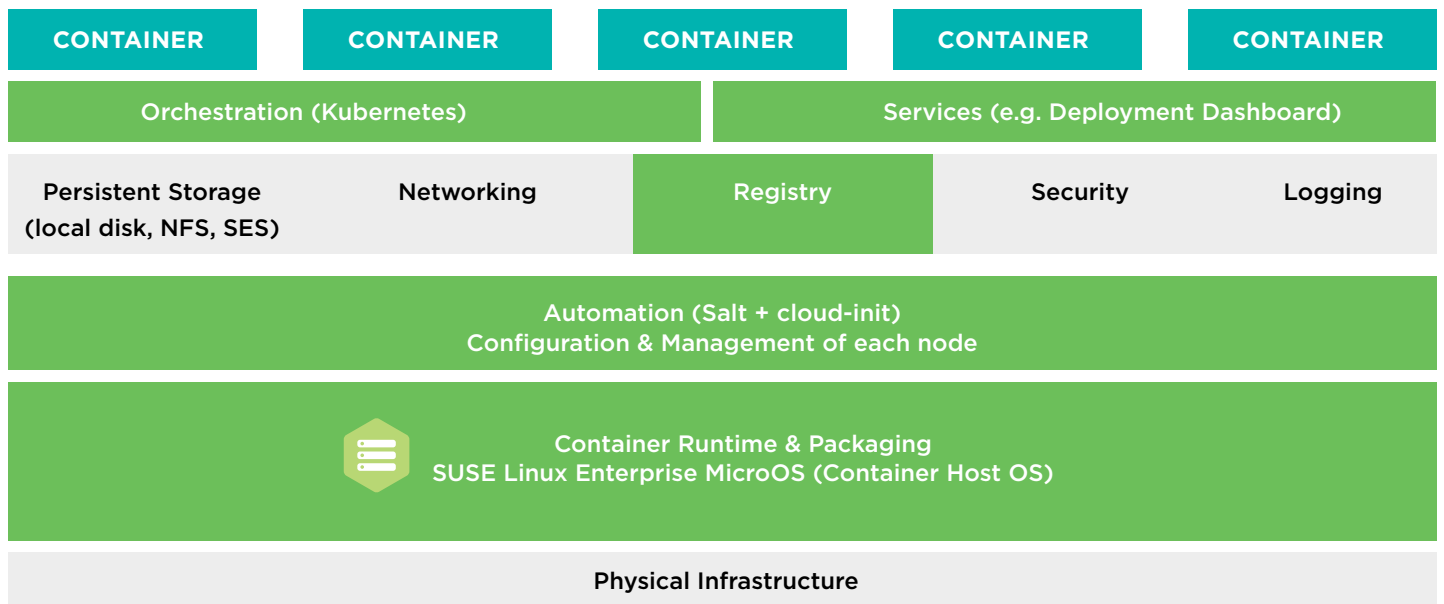 CONTAINER CONTAINER CONTAINER CONTAINER CONTAINER
Orchestration (Kubernetes) Services (e.g. Deployment Dashboard)
Persistent Storage Networking Registry Security Logging
(local disk, NFS, SES)
Automation (Salt + cloud-init)
Configuration & Management of each node
Container Runtime & Packaging
SUSE Linux Enterprise MicroOS (Container Host OS)
Physical Infrastructure